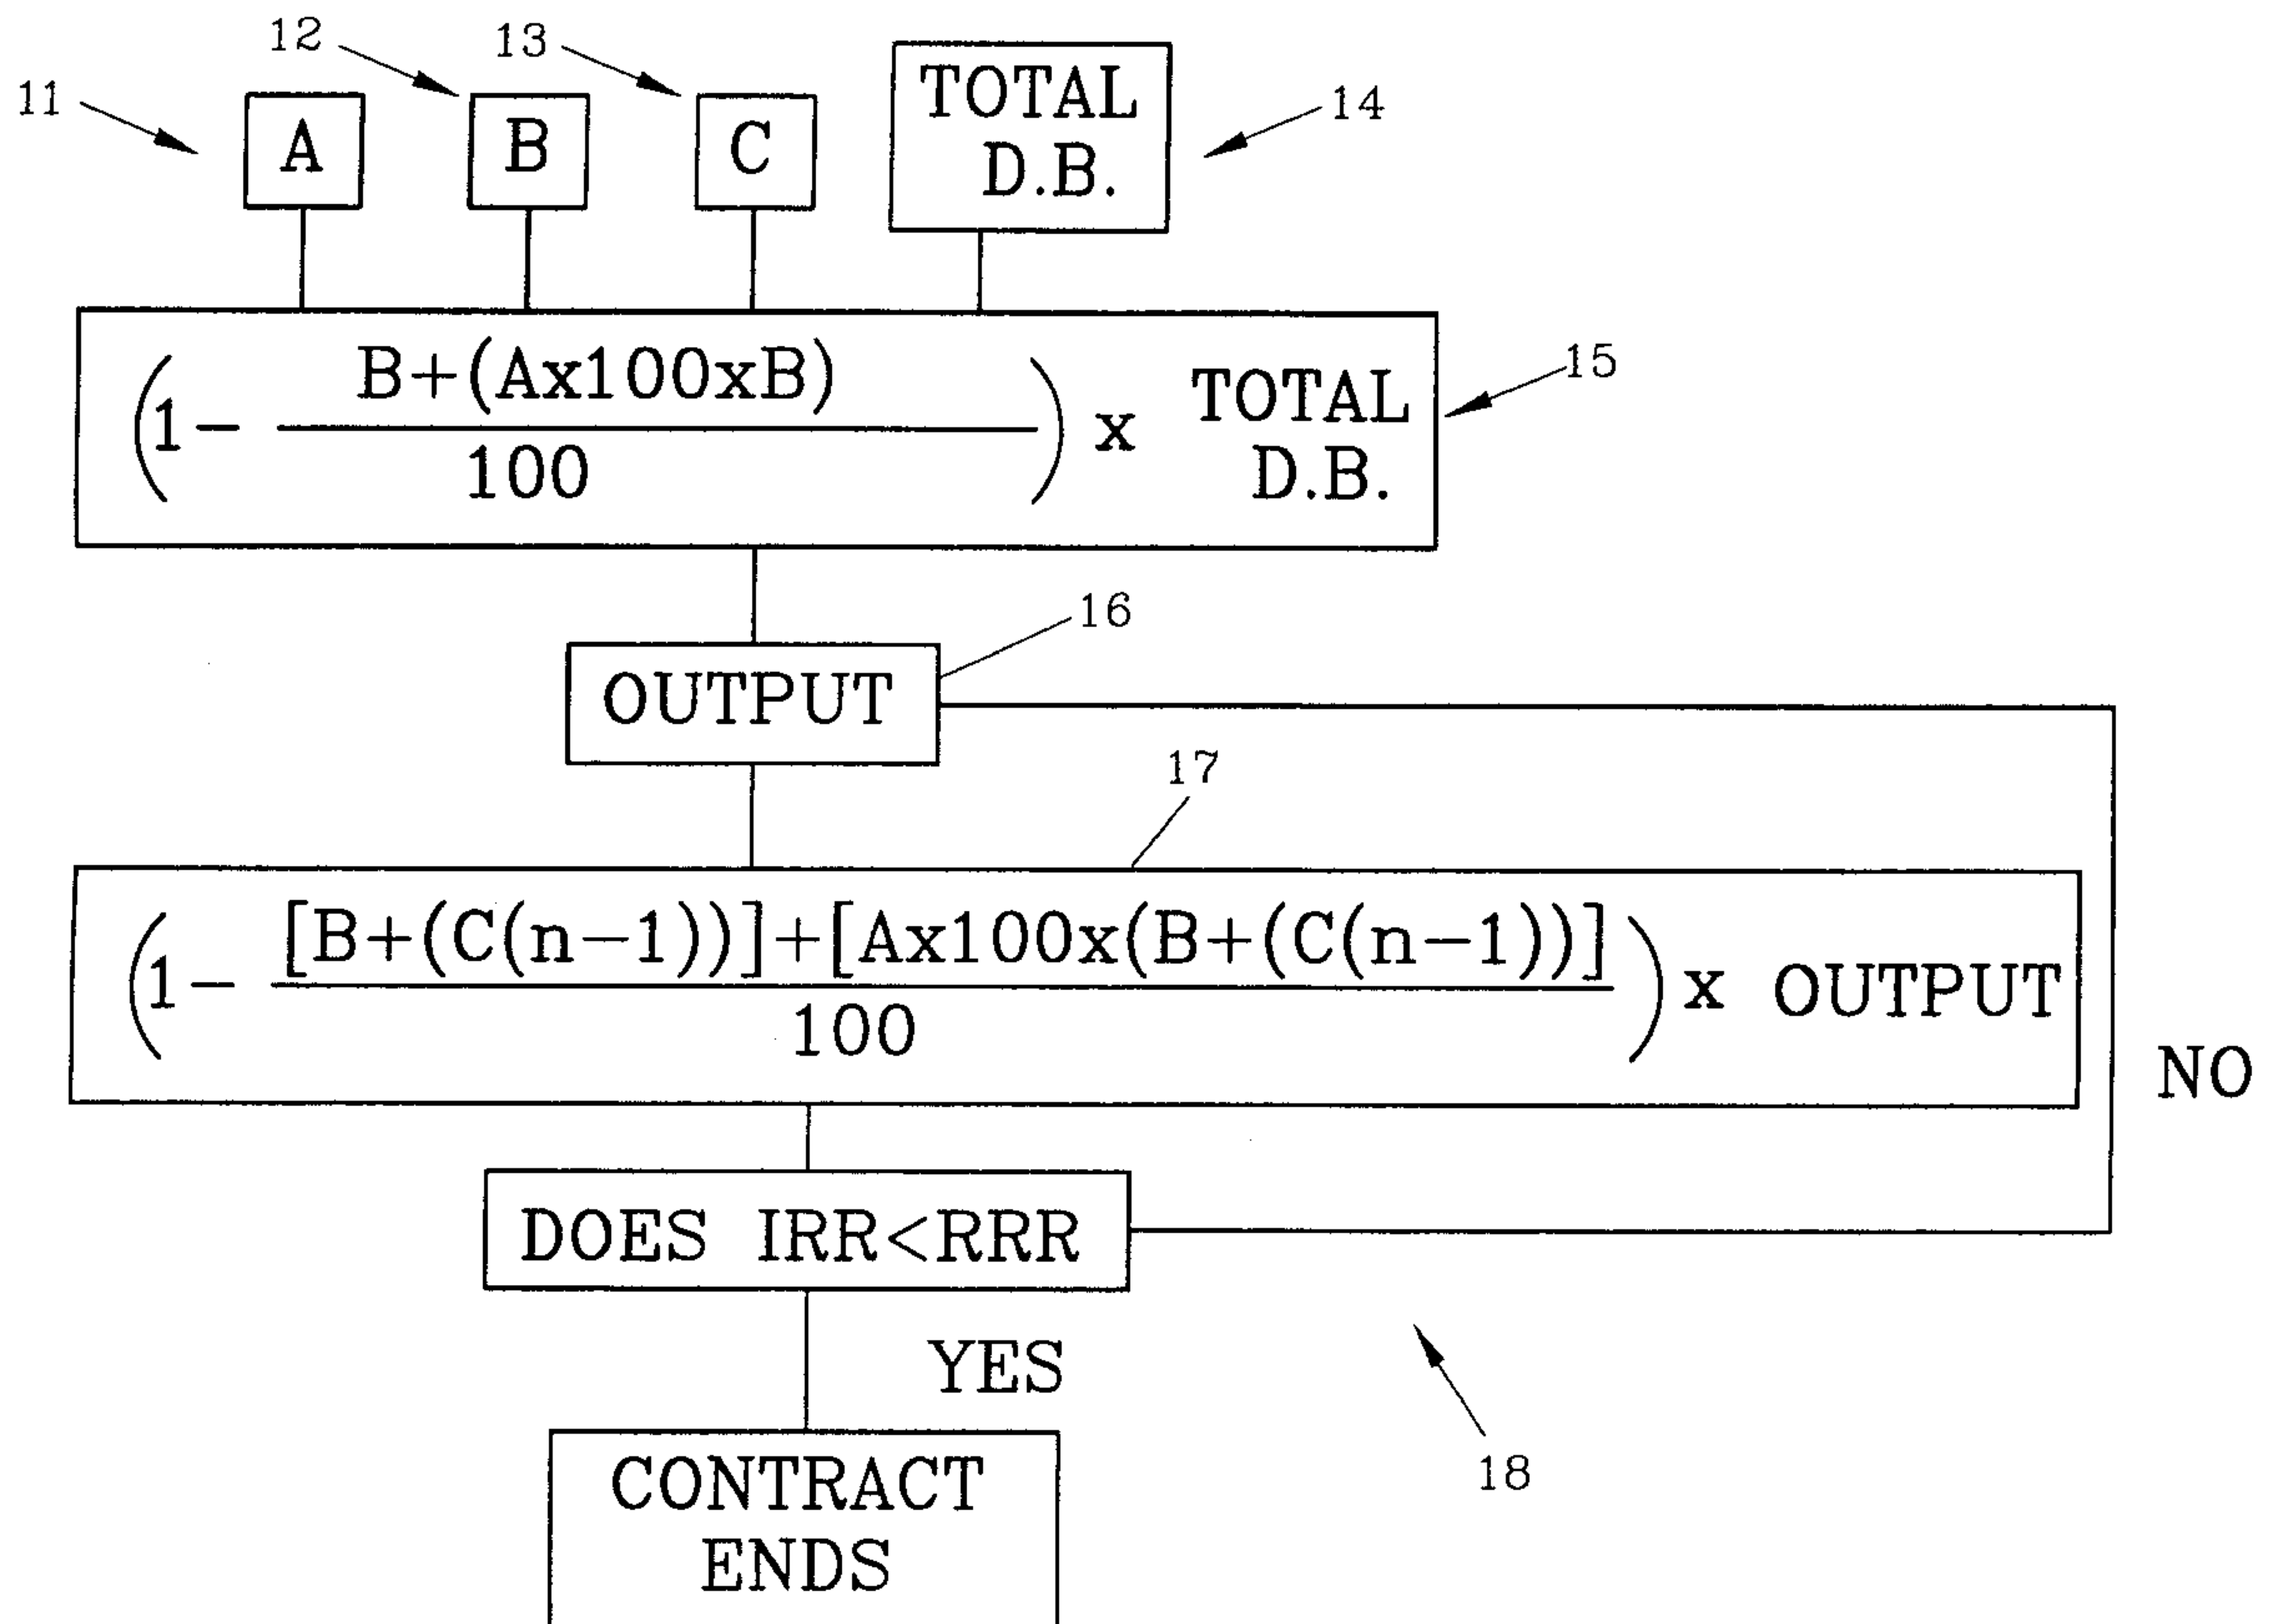 12
13
TOTAL
D.B.
14
11
A
B
C
B+(Ax100xB)
(1-
) x
100
TOTAL
D.B.
15
OUTPUT
16
17
[B+(C(n-1))]+[Ax100x(B+(C(n-1))]
(1-
) x OUTPUT
100
NO
DOES IRR<RRR
YES
18
CONTRACT
ENDS